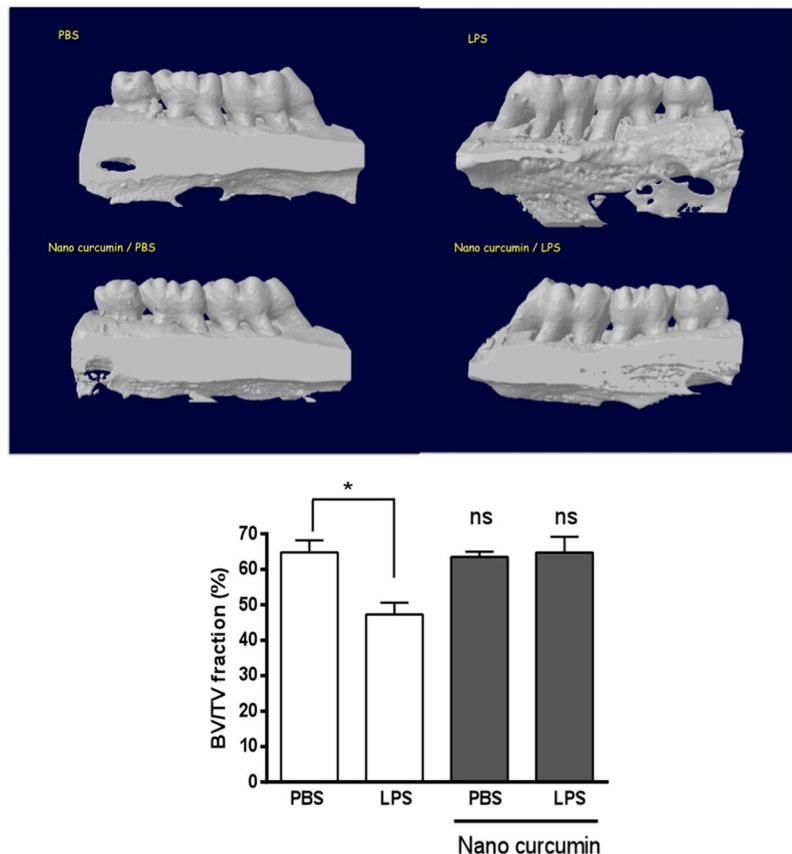 PBS
LPS
Nano curcumin / PBS
Nano curcumin / LPS
*
ns
ns
BV/TV fraction (%)
70
60
50
40
30
20
10
0
PBS
LPS
PBS
LPS
Nano curcumin